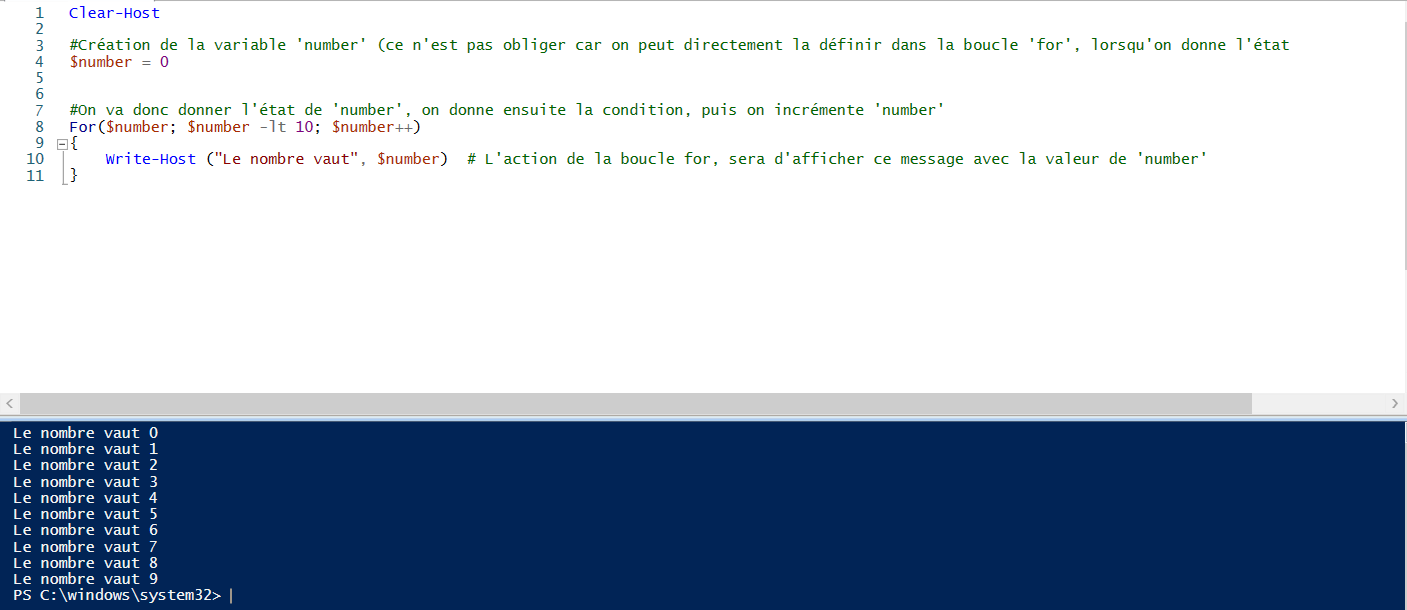 1 Clear-Host
2
3 #Création de la variable 'number' (ce n'est pas obliger car on peut directement la définir dans la boucle 'for', lorsqu'on donne l'état
4 $number = 0
5
6
7 #On va donc donner l'état de 'number', on donne ensuite la condition, puis on incrémente 'number'
8 For($number; $number -lt 10; $number++)
9 {
10 Write-Host ("Le nombre vaut", $number) # L'action de la boucle for, sera d'afficher ce message avec la valeur de 'number'
11 }
Le nombre vaut 0
Le nombre vaut 1
Le nombre vaut 2
Le nombre vaut 3
Le nombre vaut 4
Le nombre vaut 5
Le nombre vaut 6
Le nombre vaut 7
Le nombre vaut 8
Le nombre vaut 9
PS C:\windows\system32>